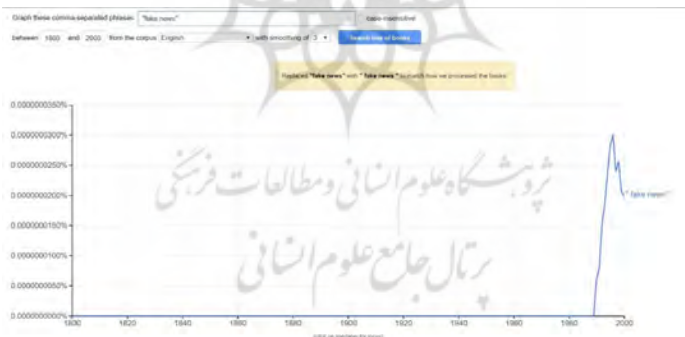 Graph these comma-separated phrases: "fake news" case-insensitive
between 1800 and 2000 from the corpus English with smoothing of 3 Search lots of books
Replaced "fake news" with " fake news " to match how we processed the books
0.0000000350%
0.0000000300%
0.0000000250%
0.0000000200%
0.0000000150%
0.0000000100%
0.0000000050%
0.0000000000%
" fake news "
1800 1820 1840 1860 1880 1900 1920 1940 1960 1980 2000
پژوهشگاه علوم انسانی و مطالعات فرهنگی
پرتال جامع علوم انسانی